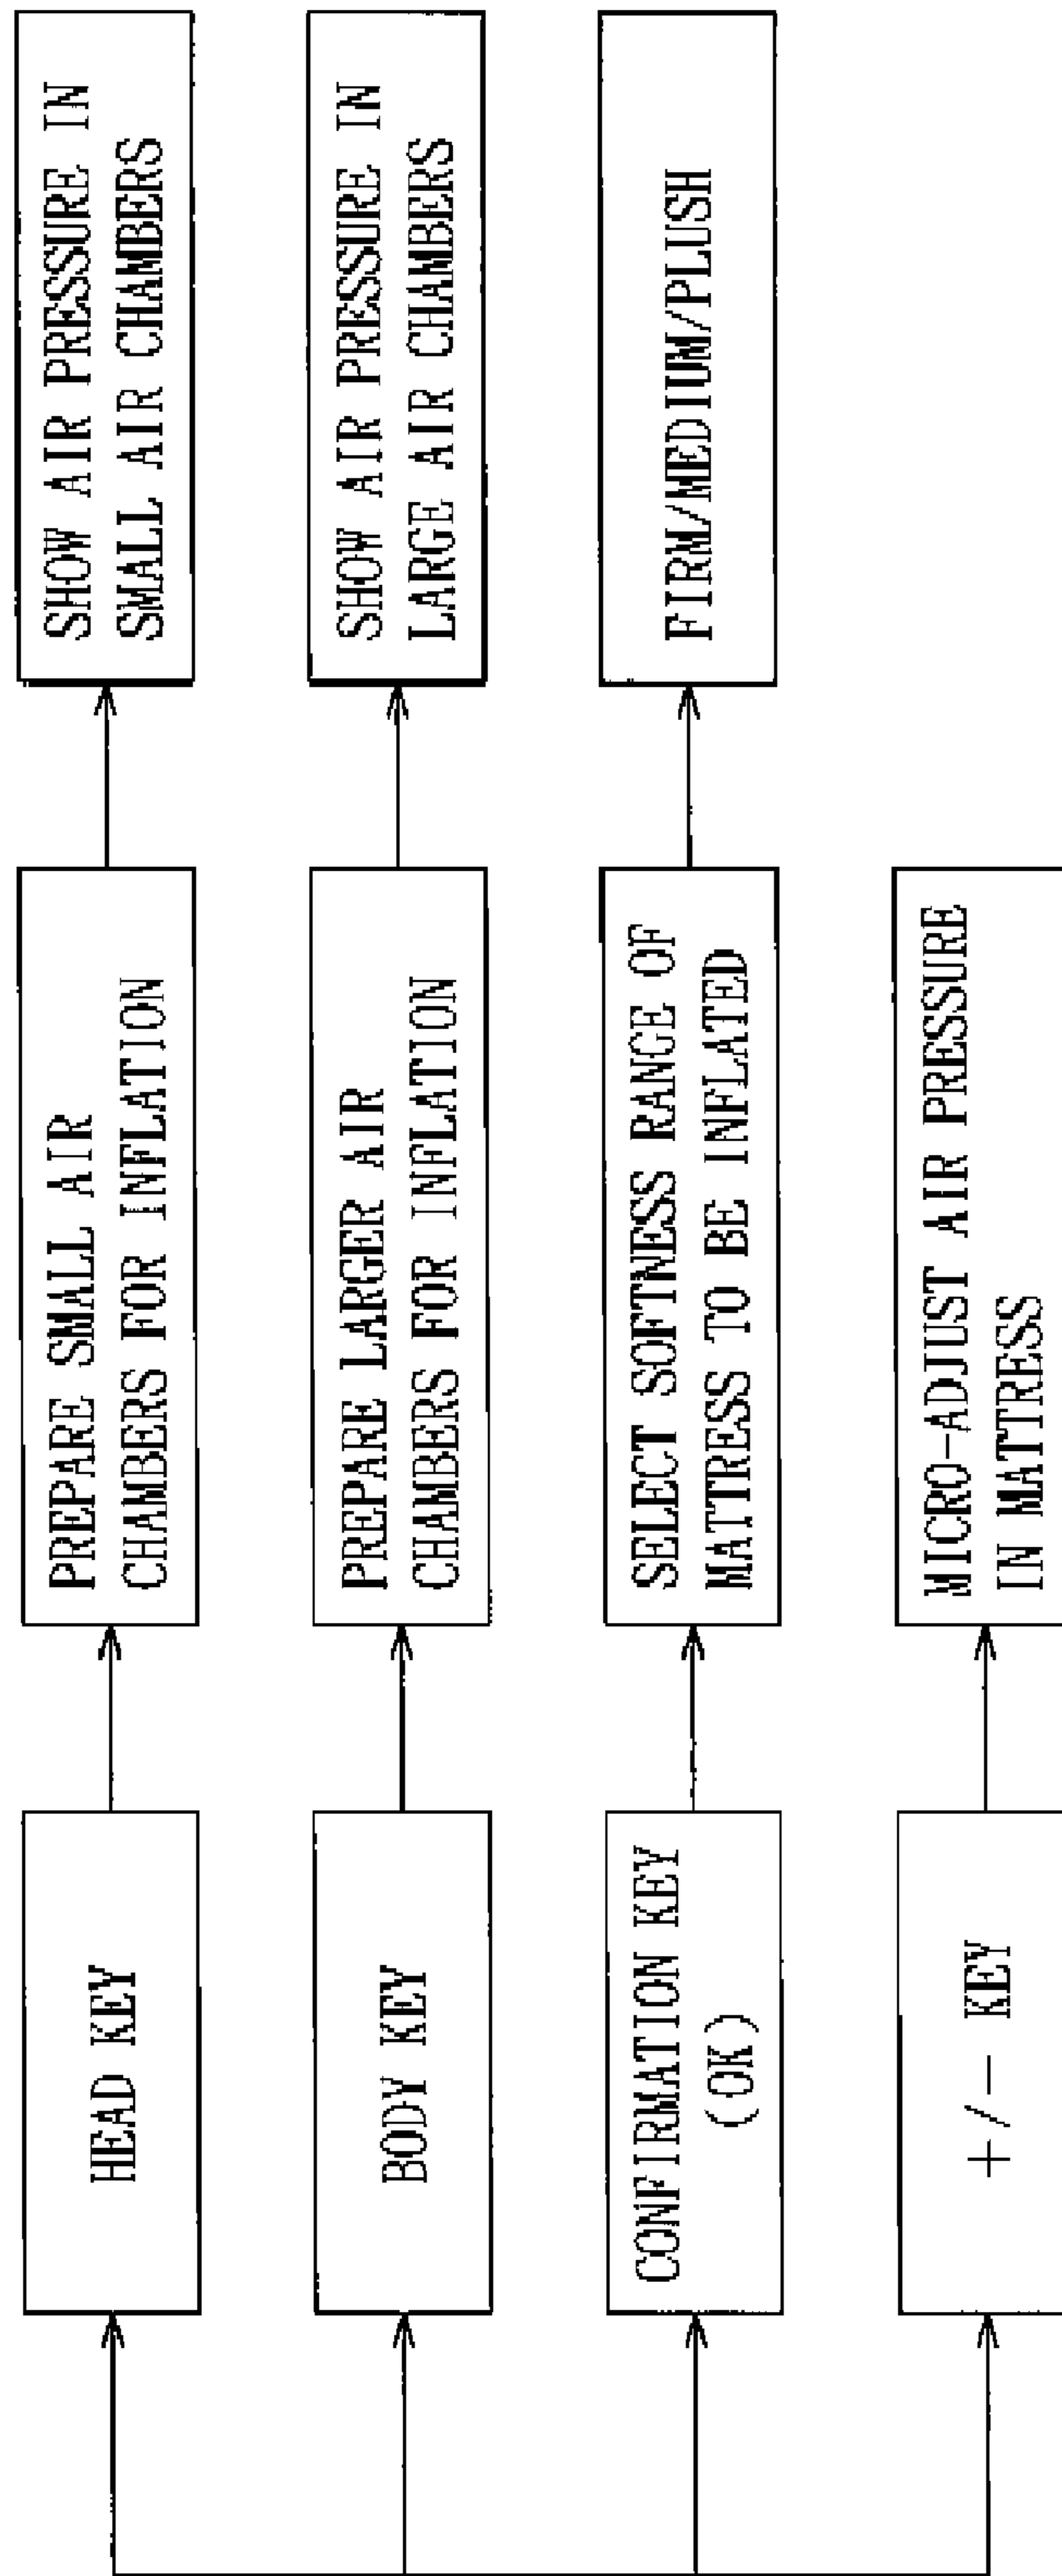 HEAD KEY
PREPARE SMALL AIR
CHAMBERS FOR INFLATION
SHOW AIR PRESSURE IN
SMALL AIR CHAMBERS
BODY KEY
PREPARE LARGER AIR
CHAMBERS FOR INFLATION
SHOW AIR PRESSURE IN
LARGE AIR CHAMBERS
CONFIRMATION KEY
(OK)
SELECT SOFTNESS RANGE OF
MATTRESS TO BE INFLATED
FIRM/MEDIUM/PLUSH
+/- KEY
MICRO-ADJUST AIR PRESSURE
IN MATTRESS